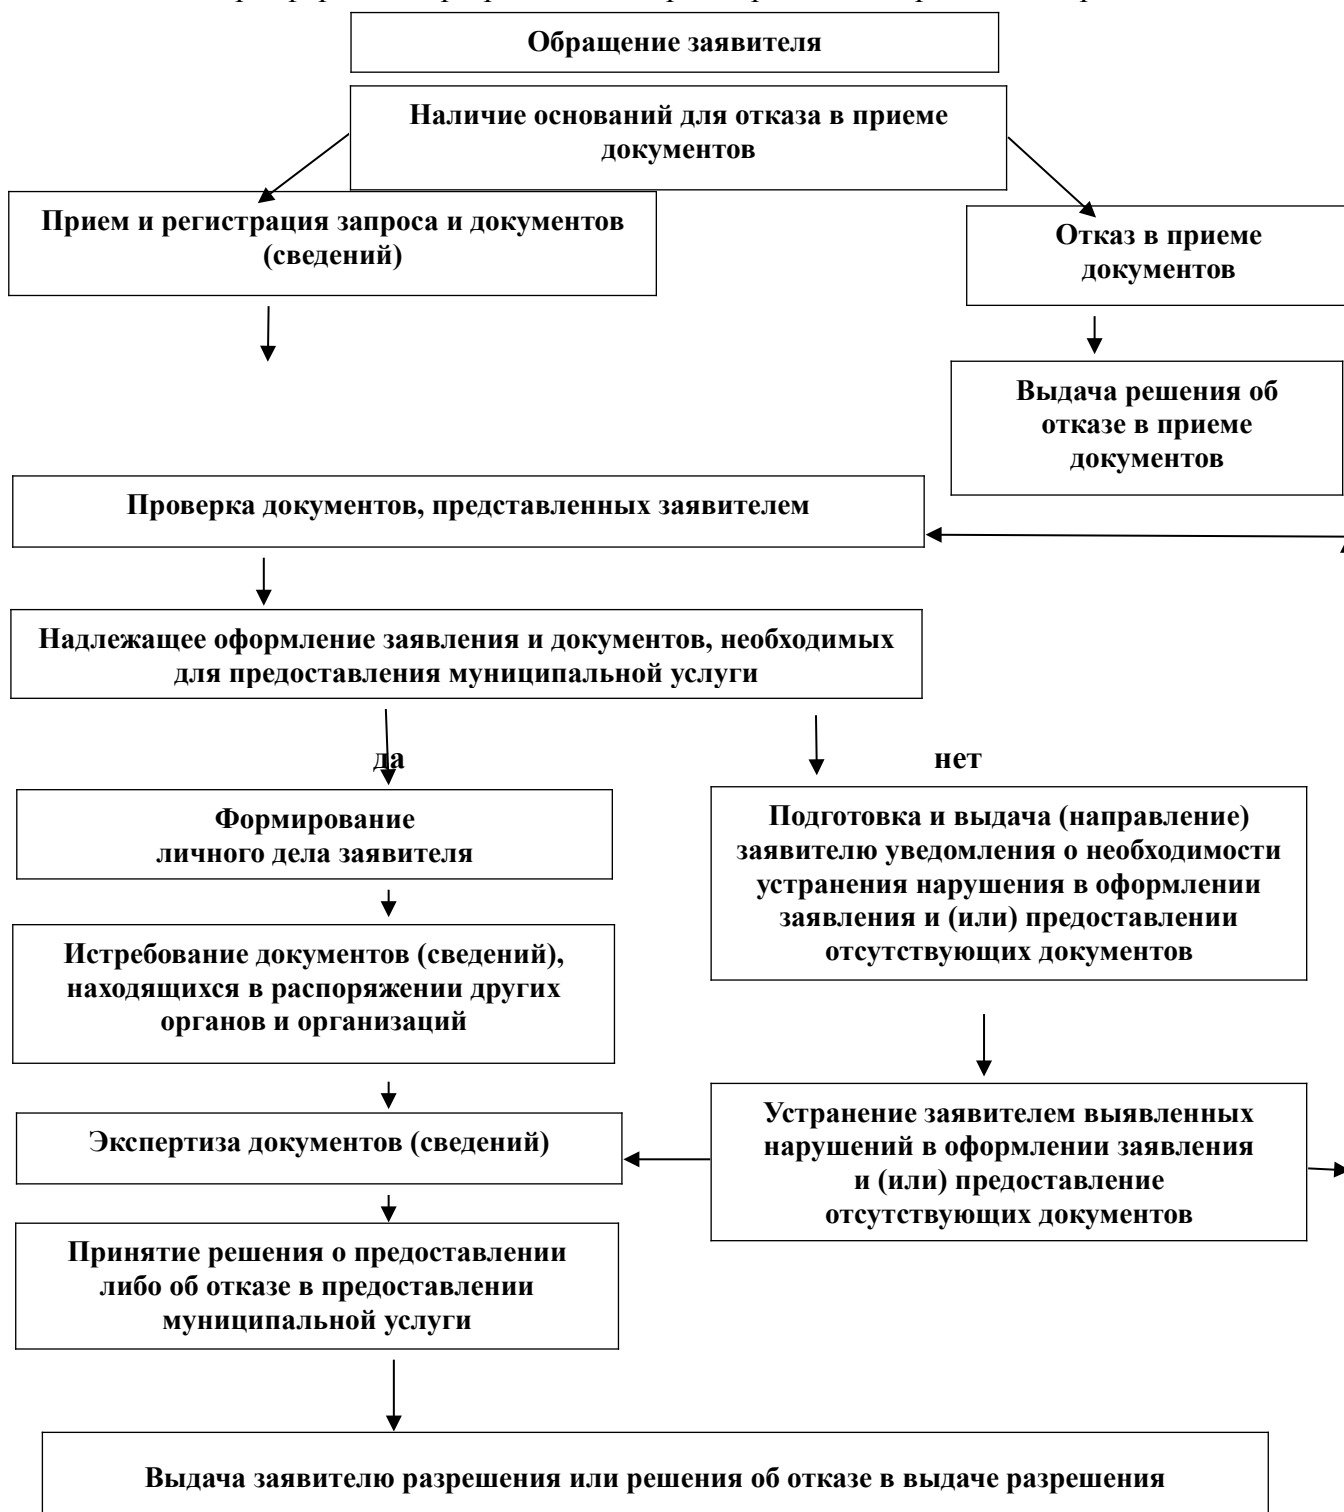 Обращение заявителя
Наличие оснований для отказа в приеме
документов
Прием и регистрация запроса и документов
(сведений)
Отказ в приеме
документов
Выдача решения об
отказе в приеме
документов
Проверка документов, представленных заявителем
Надлежащее оформление заявления и документов, необходимых
для предоставления муниципальной услуги
да
нет
Формирование
личного дела заявителя
Подготовка и выдача (направление)
заявителю уведомления о необходимости
устранения нарушения в оформлении
заявления и (или) предоставлении
отсутствующих документов
Истребование документов (сведений),
находящихся в распоряжении других
органов и организаций
Устранение заявителем выявленных
нарушений в оформлении заявления
и (или) предоставление
отсутствующих документов
Экспертиза документов (сведений)
Принятие решения о предоставлении
либо об отказе в предоставлении
муниципальной услуги
Выдача заявителю разрешения или решения об отказе в выдаче разрешения